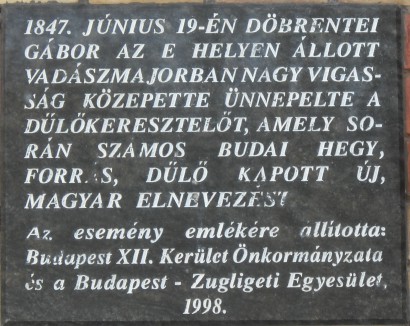 1847. JÚNIUS 19-ÉN DÖBRENTEI
GÁBOR AZ E HELYEN ÁLLOTT
VADÁSZMAJORBAN NAGY VIGAS-
SÁG KÖZEPETTE ÜNNEPELTE A
DŰLŐKERESZTELŐT, AMELY SO-
RÁN SZÁMOS BUDAI HEGY,
FORRÁS, DŰLŐ KAPOTT ÚJ,
MAGYAR ELNEVEZÉST
Az esemény emlékére állította:
Budapest XII. Kerület Önkormányzata
és a Budapest - Zugligeti Egyesület,
1998.